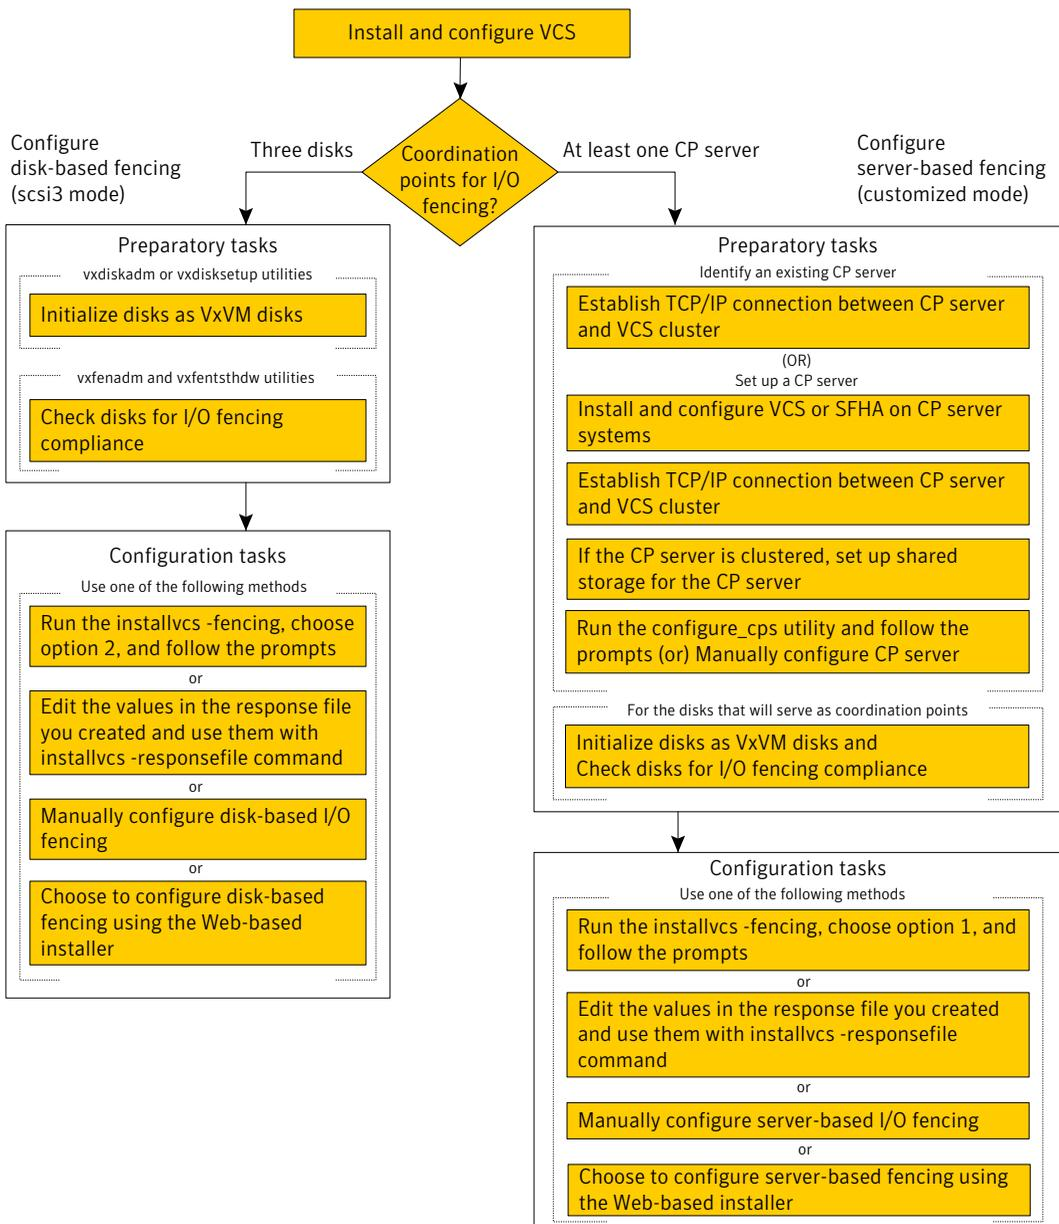 Install and configure VCS
Coordination
points for I/O
fencing?
Three disks
At least one CP server
Configure
disk-based fencing
(scsi3 mode)
Configure
server-based fencing
(customized mode)
Preparatory tasks
vxdiskadm or vxdisksetup utilities
Initialize disks as VxVM disks
vxfenadm and vxfentsthdw utilities
Check disks for I/O fencing
compliance
Configuration tasks
Use one of the following methods
Run the installvcs -fencing, choose
option 2, and follow the prompts
or
Edit the values in the response file
you created and use them with
installvcs -responsefile command
or
Manually configure disk-based I/O
fencing
or
Choose to configure disk-based
fencing using the Web-based
installer
Preparatory tasks
Identify an existing CP server
Establish TCP/IP connection between CP server
and VCS cluster
(OR)
Set up a CP server
Install and configure VCS or SFHA on CP server
systems
Establish TCP/IP connection between CP server
and VCS cluster
If the CP server is clustered, set up shared
storage for the CP server
Run the configure_cps utility and follow the
prompts (or) Manually configure CP server
For the disks that will serve as coordination points
Initialize disks as VxVM disks and
Check disks for I/O fencing compliance
Configuration tasks
Use one of the following methods
Run the installvcs -fencing, choose option 1, and
follow the prompts
or
Edit the values in the response file you created
and use them with installvcs -responsefile
command
or
Manually configure server-based I/O fencing
or
Choose to configure server-based fencing using
the Web-based installer